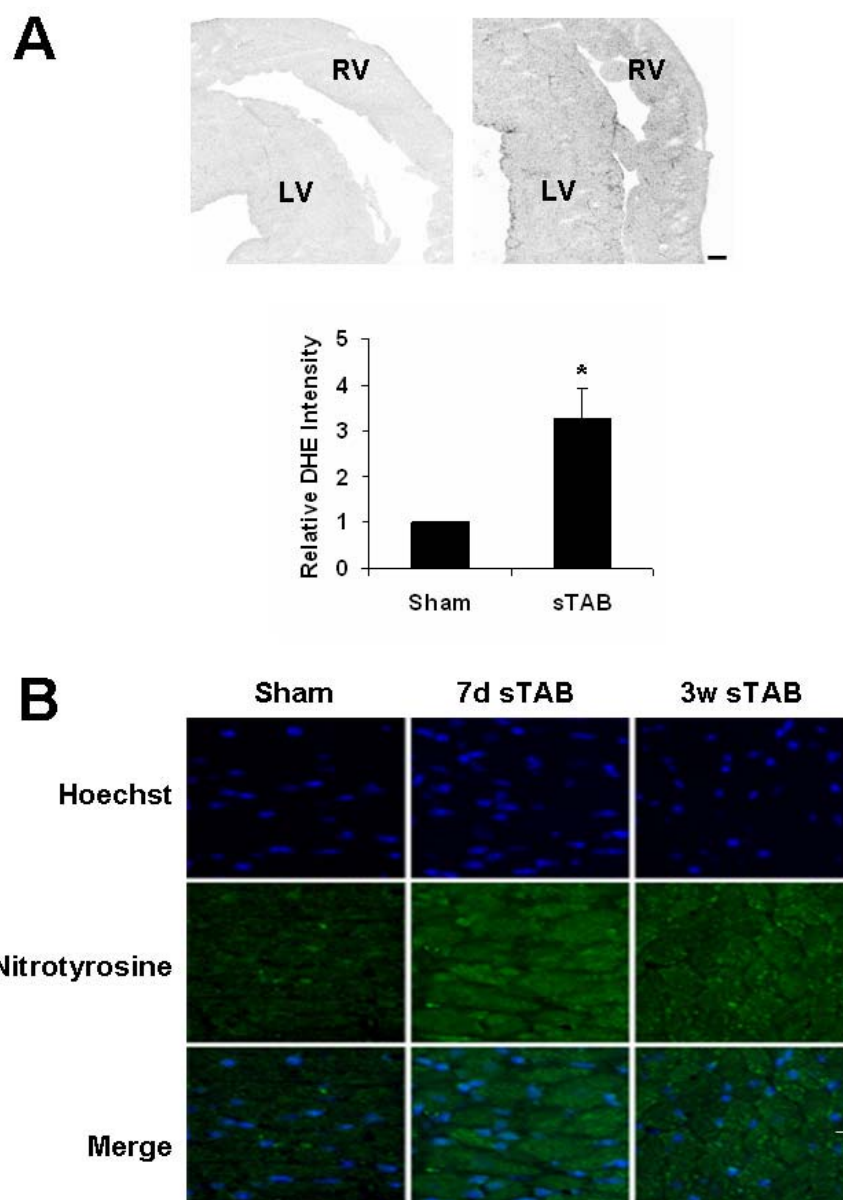 A
RV
RV
LV
LV
5
4
3
2
1
0
Relative DHE Intensity
*
Sham
sTAB
B
Sham
7d sTAB
3w sTAB
Hoechst
Nitrotyrosine
Merge